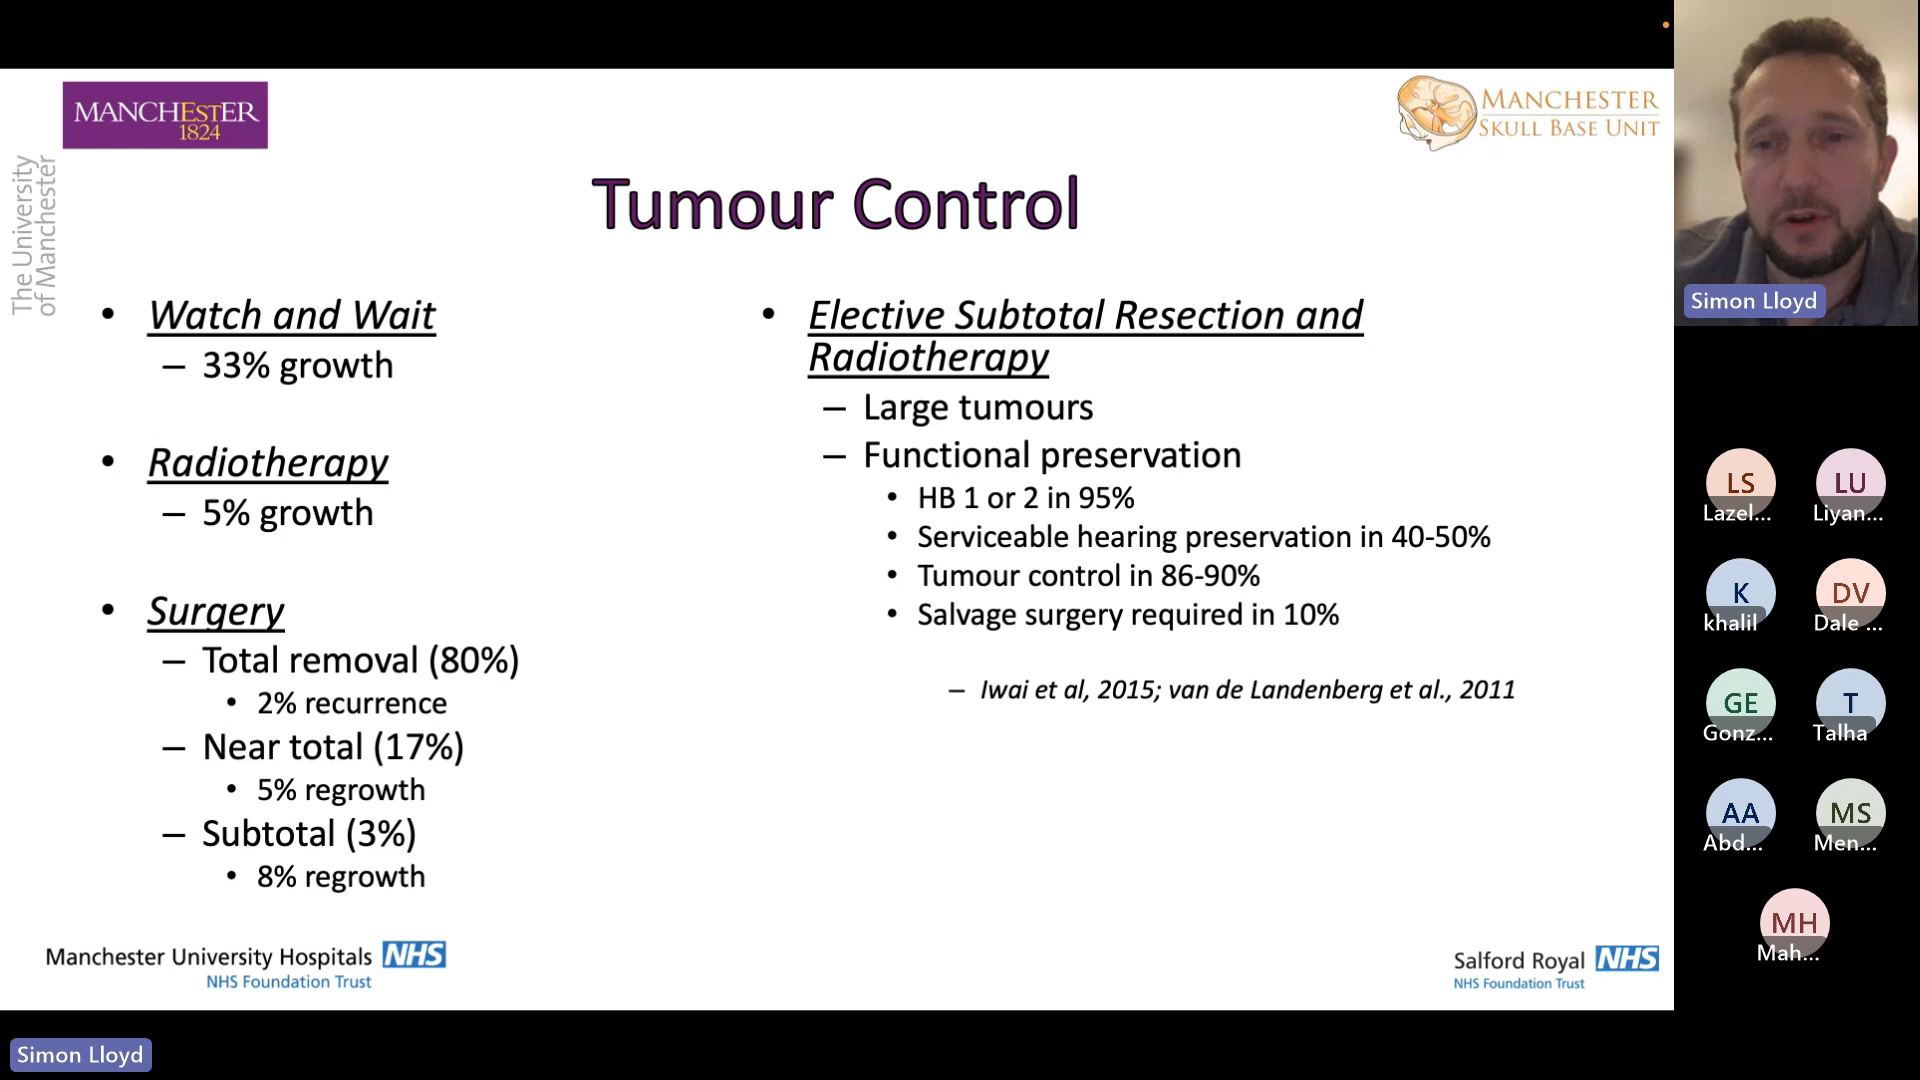 MANCHESTER
1824
The University
of Manchester
MANCHESTER
SKULL BASE UNIT
Tumour Control
• Watch and Wait
– 33% growth
• Radiotherapy
– 5% growth
• Surgery
– Total removal (80%)
• 2% recurrence
– Near total (17%)
• 5% regrowth
– Subtotal (3%)
• 8% regrowth
• Elective Subtotal Resection and
Radiotherapy
– Large tumours
– Functional preservation
• HB 1 or 2 in 95%
• Serviceable hearing preservation in 40-50%
• Tumour control in 86-90%
• Salvage surgery required in 10%
– Iwai et al, 2015; van de Landenberg et al., 2011
Manchester University Hospitals NHS
NHS Foundation Trust
Salford Royal NHS
NHS Foundation Trust
Simon Lloyd
Simon Lloyd
LS
Lazel...
LU
Liyan...
K
khalil
DV
Dale ...
GE
Gonz...
T
Talha
AA
Abd...
MS
Men...
MH
Mah...